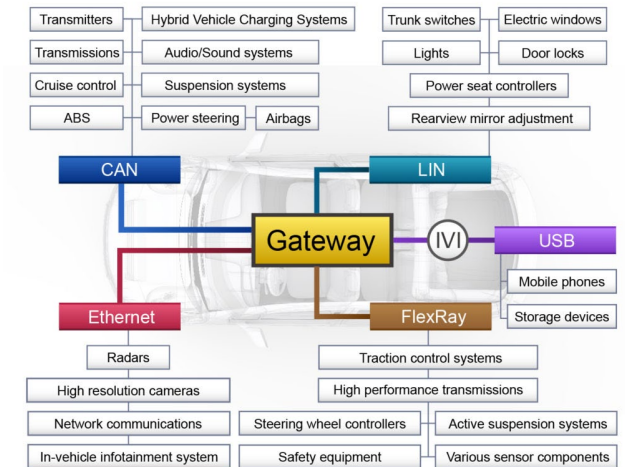 Transmitters
Hybrid Vehicle Charging Systems
Transmissions
Audio/Sound systems
Cruise control
Suspension systems
ABS
Power steering
Airbags
CAN
Trunk switches
Electric windows
Lights
Door locks
Power seat controllers
Rearview mirror adjustment
LIN
Gateway
IVI
USB
Mobile phones
Storage devices
Ethernet
Radars
High resolution cameras
Network communications
In-vehicle infotainment system
FlexRay
Traction control systems
High performance transmissions
Steering wheel controllers
Active suspension systems
Safety equipment
Various sensor components